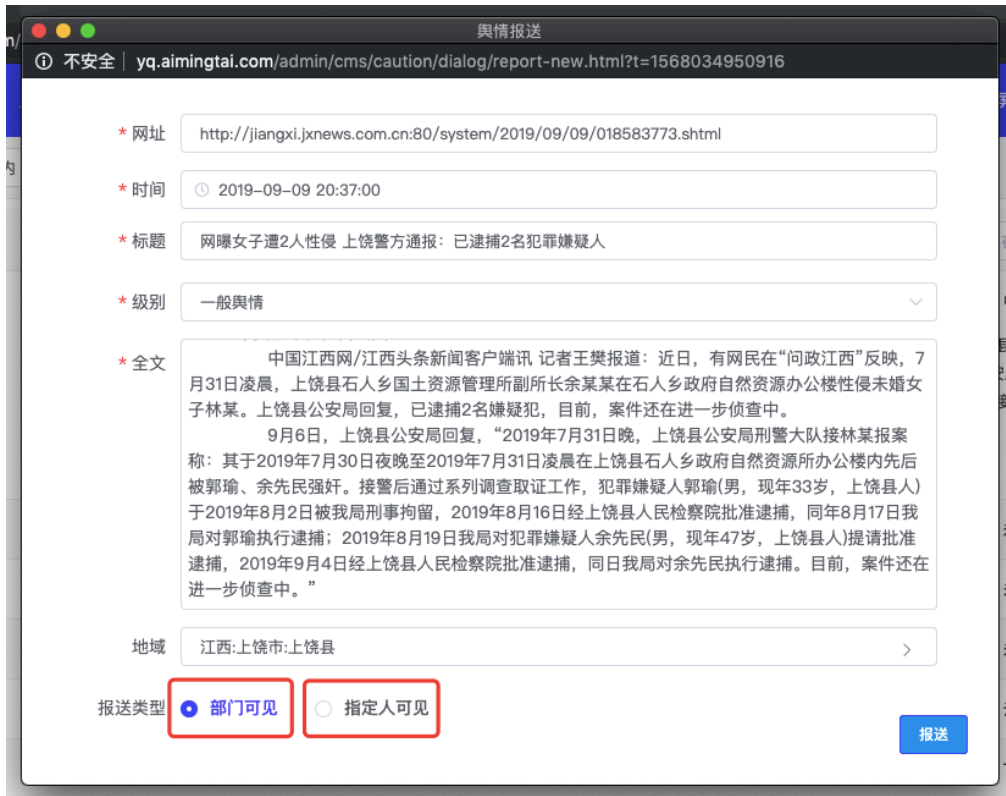 舆情报送
不安全 | yq.aimingtai.com/admin/cms/caution/dialog/report-new.html?t=1568034950916
* 网址 http://jiangxi.jxnews.com.cn:80/system/2019/09/09/018583773.shtml
* 时间 2019-09-09 20:37:00
* 标题 网曝女子遭2人性侵 上饶警方通报：已逮捕2名犯罪嫌疑人
* 级别 一般舆情
* 全文 中国江西网/江西头条新闻客户端讯 记者王樊报道：近日，有网民在“问政江西”反映，7
月31日凌晨，上饶县石人乡国土资源管理所副所长余某某在石人乡政府自然资源办公楼性侵未婚女
子林某。上饶县公安局回复，已逮捕2名嫌疑犯，目前，案件还在进一步侦查中。
9月6日，上饶县公安局回复，“2019年7月31日晚，上饶县公安局刑警大队接林某报案
称：其于2019年7月30日夜晚至2019年7月31日凌晨在上饶县石人乡政府自然资源所办公楼内先后
被郭瑜、余先民强奸。接警后通过系列调查取证工作，犯罪嫌疑人郭瑜(男，现年33岁，上饶县人)
于2019年8月2日被我局刑事拘留，2019年8月16日经上饶县人民检察院批准逮捕，同年8月17日我
局对郭瑜执行逮捕；2019年8月19日我局对犯罪嫌疑人余先民(男，现年47岁，上饶县人)提请批准
逮捕，2019年9月4日经上饶县人民检察院批准逮捕，同日我局对余先民执行逮捕。目前，案件还在
进一步侦查中。”
地域 江西:上饶市:上饶县
报送类型 部门可见 指定人可见
报送